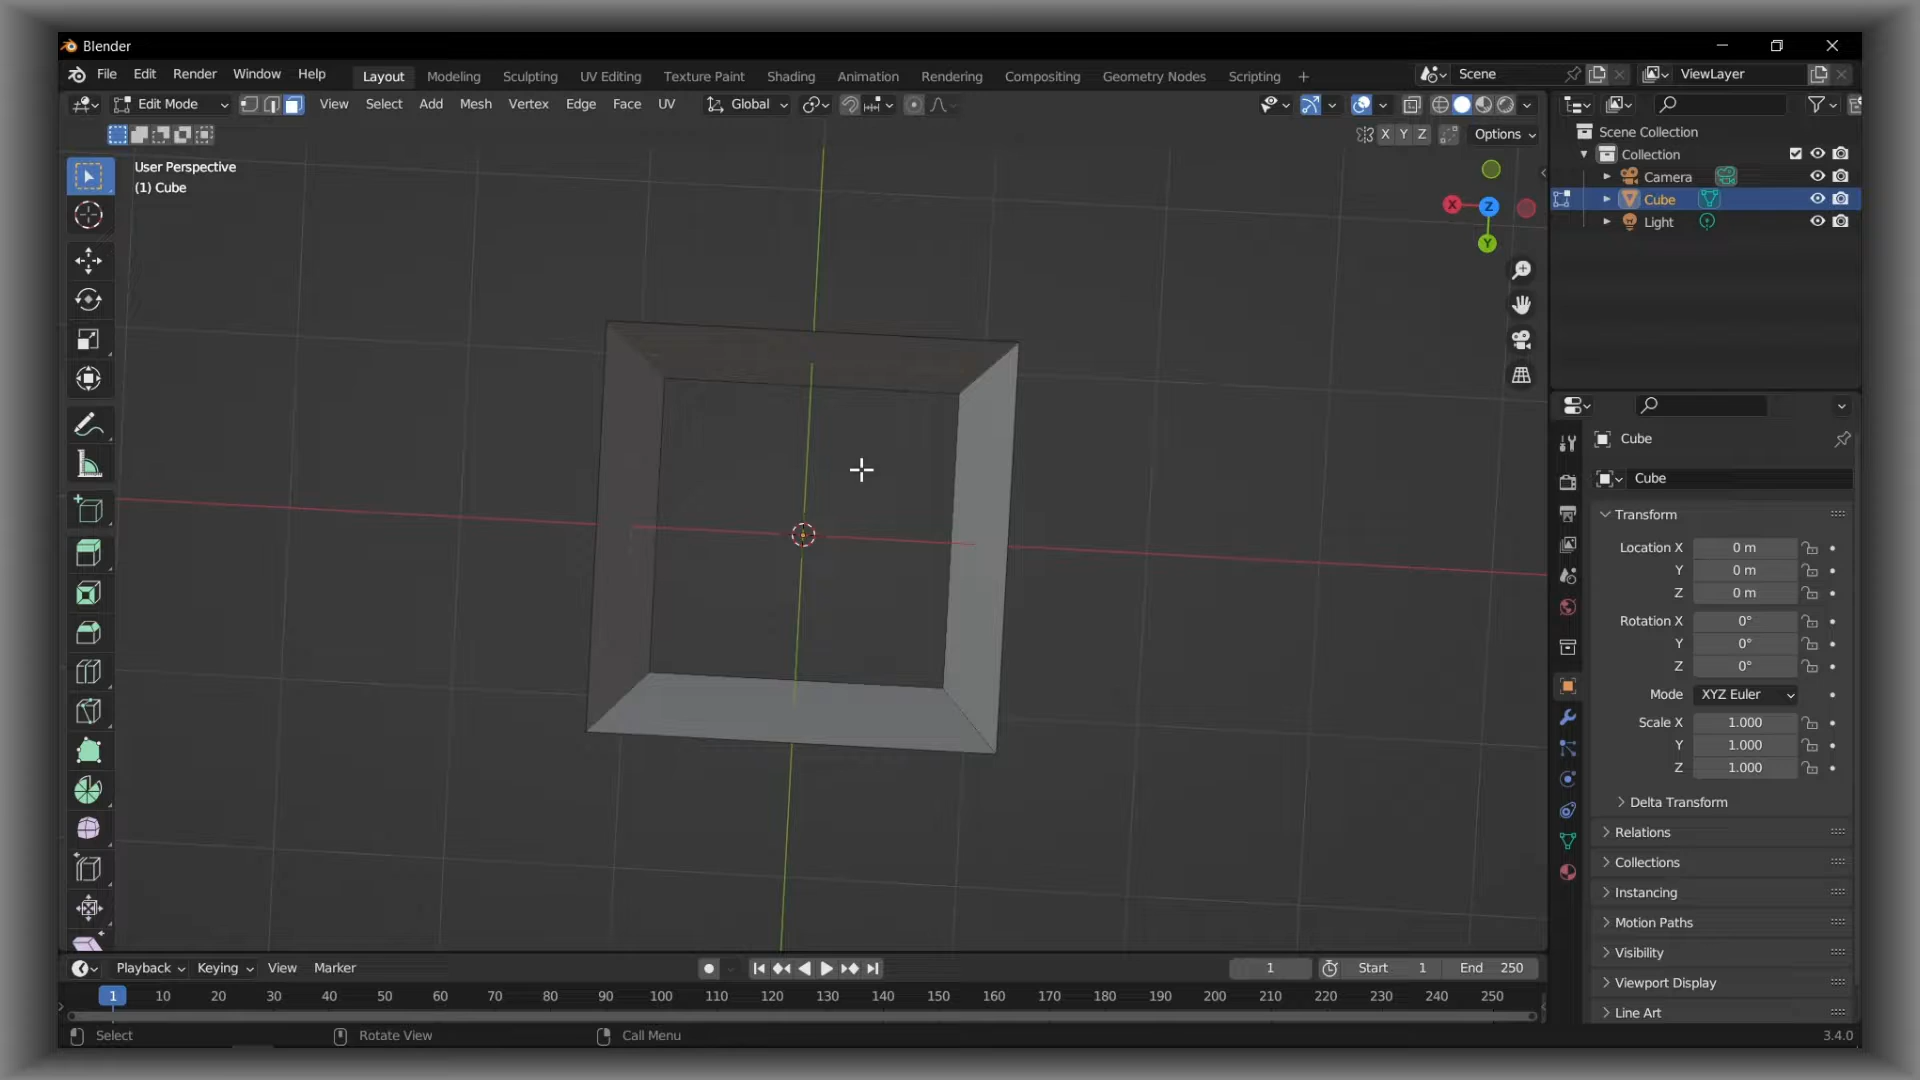 Blender
File Edit Render Window Help Layout Modeling Sculpting UV Editing Texture Paint Shading Animation Rendering Compositing Geometry Nodes Scripting + Scene ViewLayer
Edit Mode View Select Add Mesh Vertex Edge Face UV Global
X Y Z Options
User Perspective
(1) Cube
X Z
Y
Scene Collection
Collection
Camera
Cube
Light
Cube
Cube
Transform
Location X 0 m
Y 0 m
Z 0 m
Rotation X 0°
Y 0°
Z 0°
Mode XYZ Euler
Scale X 1.000
Y 1.000
Z 1.000
Delta Transform
Relations
Collections
Instancing
Motion Paths
Visibility
Viewport Display
Line Art
Playback Keying View Marker 1 Start 1 End 250
1 10 20 30 40 50 60 70 80 90 100 110 120 130 140 150 160 170 180 190 200 210 220 230 240 250
Select Rotate View Call Menu 3.4.0